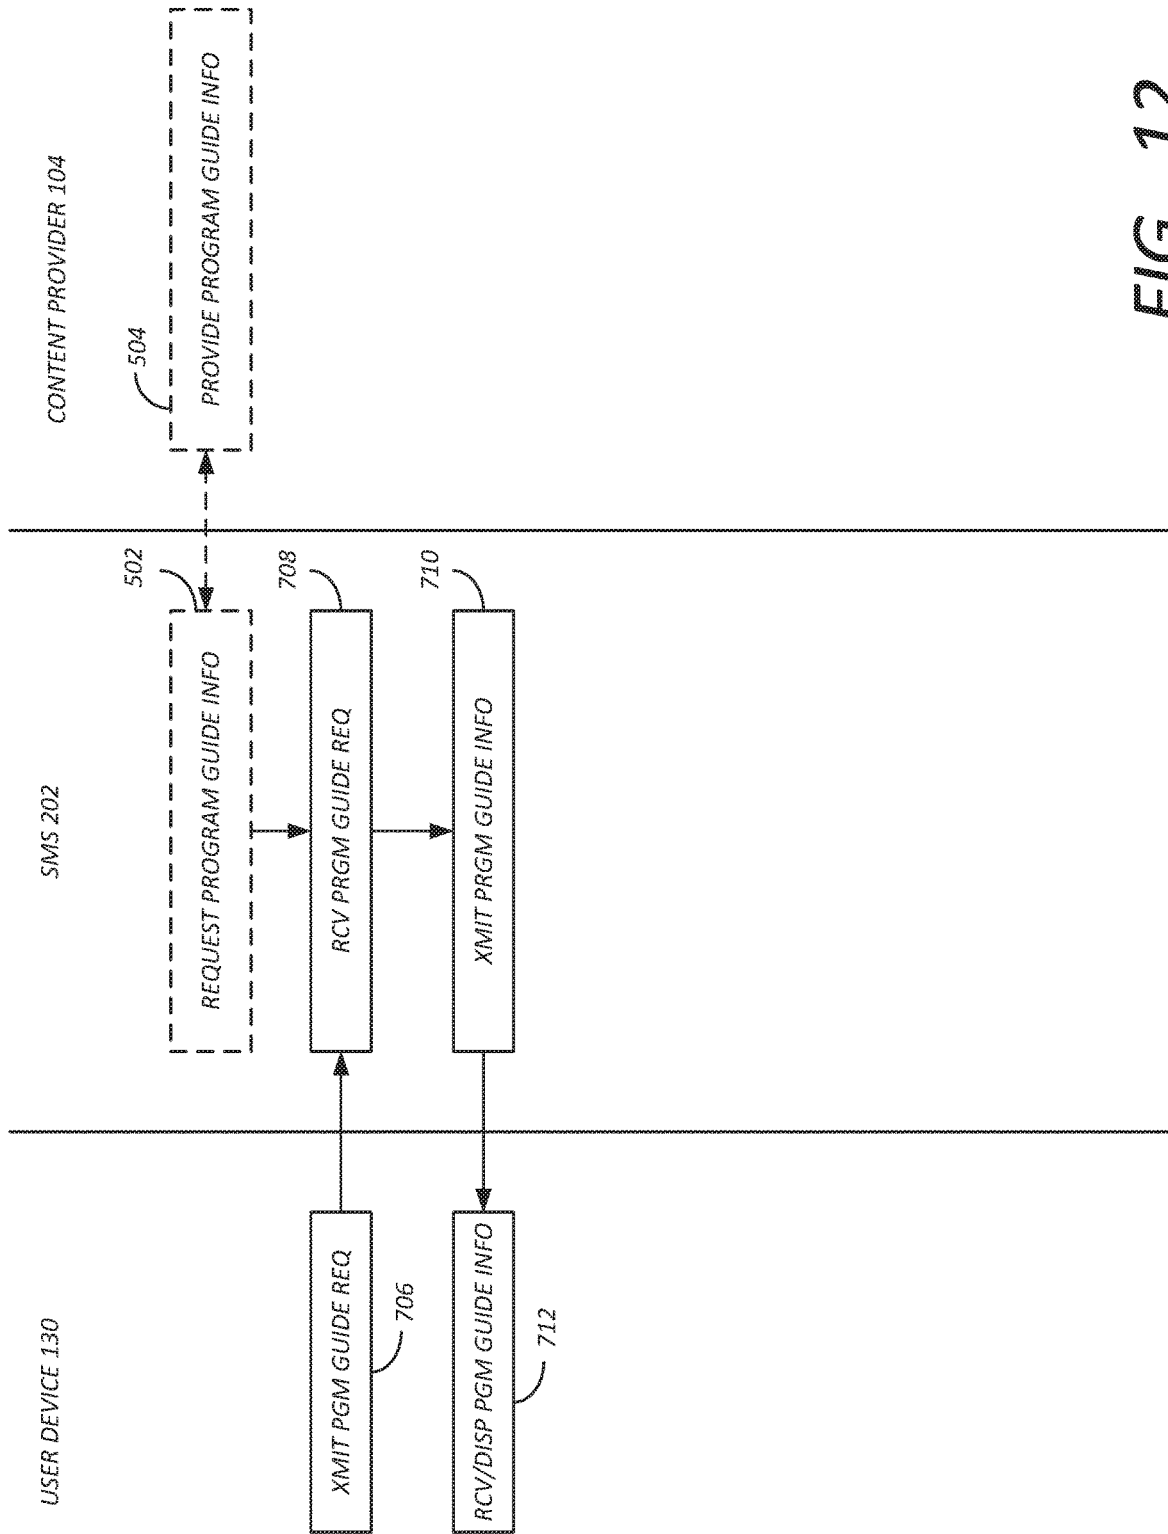 USER DEVICE 130
SMS 202
CONTENT PROVIDER 104
502
504
REQUEST PROGRAM GUIDE INFO
PROVIDE PROGRAM GUIDE INFO
708
XMIT PGM GUIDE REQ
RCV PRGM GUIDE REQ
706
710
RCV/DISP PGM GUIDE INFO
XMIT PRGM GUIDE INFO
712
FIG. 12